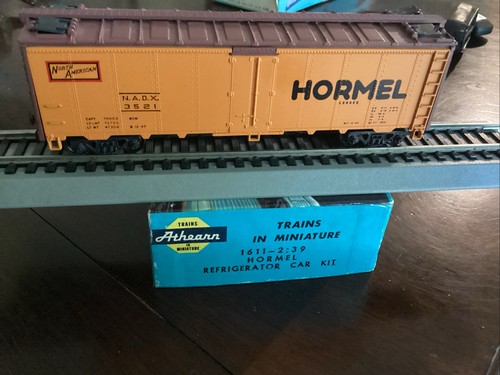 NORTH
AMERICAN
N.A.D.X.
3521
HORMEL
TRAINS
Athearn
IN MINIATURE
TRAINS
IN MINIATURE
1611-2:39
HORMEL
REFRIGERATOR CAR KIT